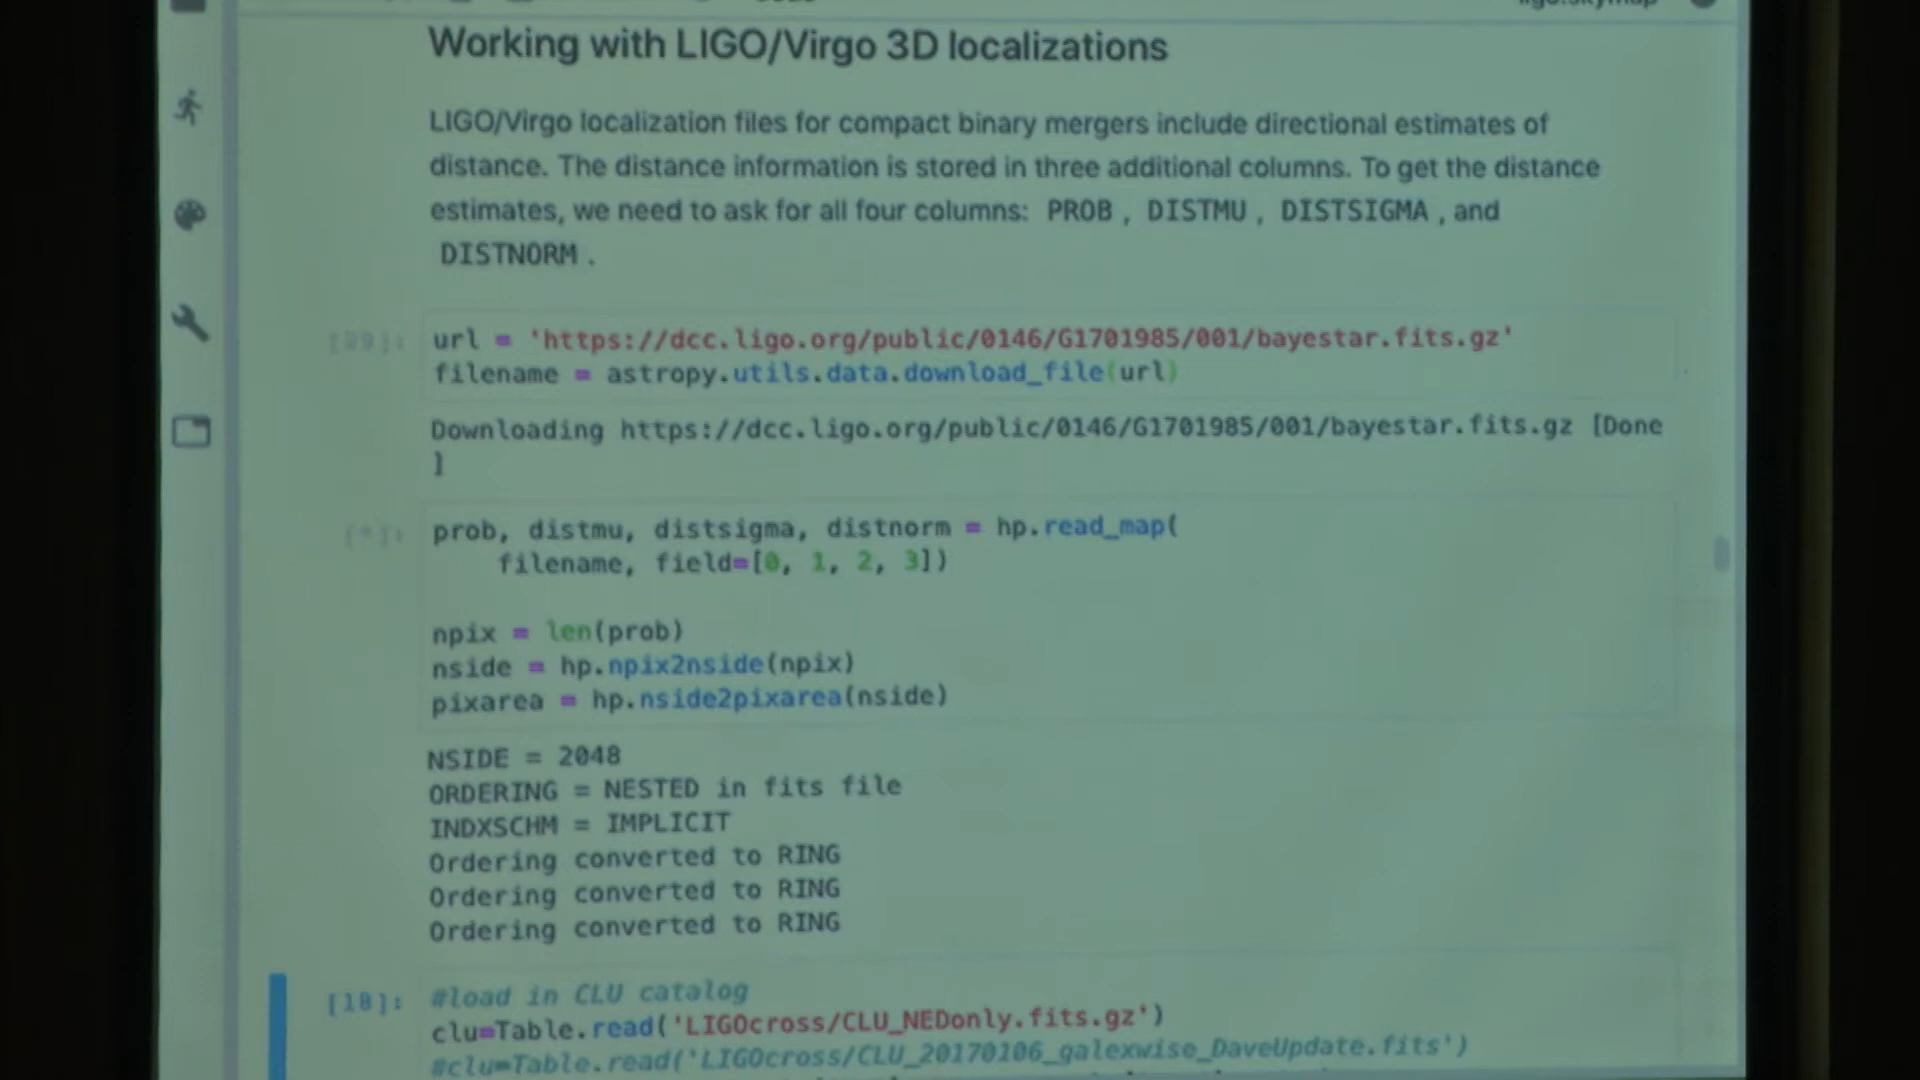 Working with LIGO/Virgo 3D localizations
LIGO/Virgo localization files for compact binary mergers include directional estimates of
distance. The distance information is stored in three additional columns. To get the distance
estimates, we need to ask for all four columns: PROB , DISTMU , DISTSIGMA , and
DISTNORM .
url = 'https://dcc.ligo.org/public/0146/G1701985/001/bayestar.fits.gz'
filename = astropy.utils.data.download_file(url)
Downloading https://dcc.ligo.org/public/0146/G1701985/001/bayestar.fits.gz [Done
]
[*]: prob, distmu, distsigma, distnorm = hp.read_map(
filename, field=[0, 1, 2, 3])
npix = len(prob)
nside = hp.npix2nside(npix)
pixarea = hp.nside2pixarea(nside)
NSIDE = 2048
ORDERING = NESTED in fits file
INDXSCHM = IMPLICIT
Ordering converted to RING
Ordering converted to RING
Ordering converted to RING
[18]: #load in CLU catalog
clu=Table.read('LIGOcross/CLU_NEDonly.fits.gz')
#clu=Table.read('LIGOcross/CLU_20170106_galexwise_DaveUpdate.fits')